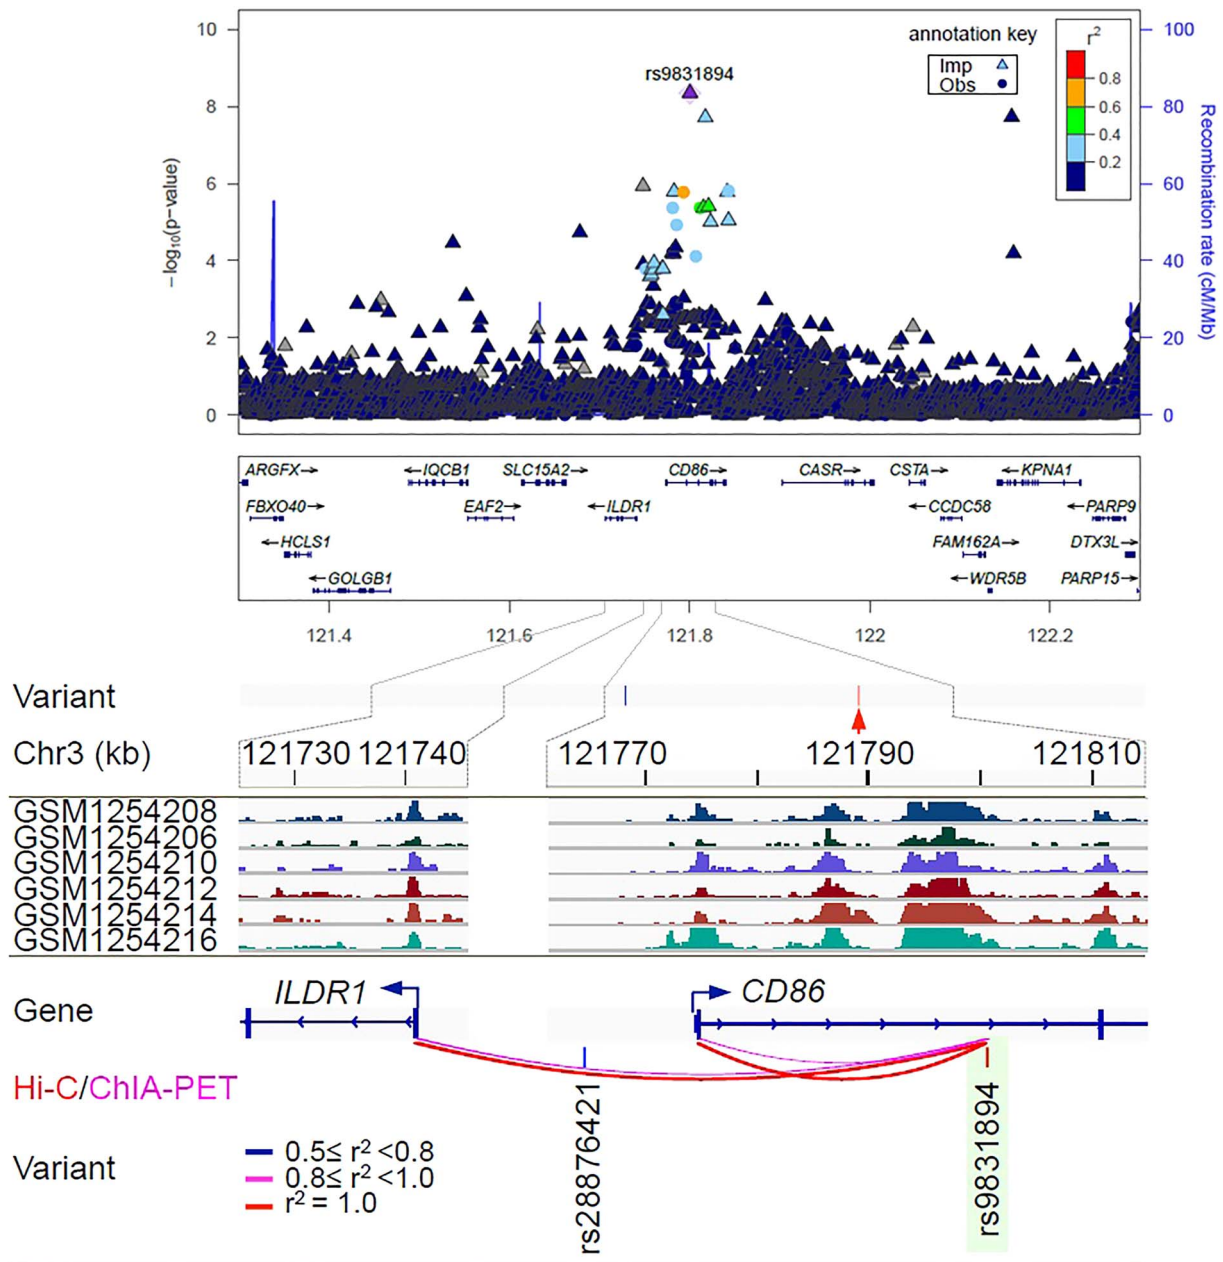 10
100
annotation key
r²
Imp
Obs
rs9831894
0.8
0.6
0.4
0.2
8
80
6
60
4
40
2
20
0
0
−log10(p−value)
Recombination rate (cM/Mb)
ARGFX→ ←IQCB1 SLC15A2→ CD86→ CASR→ CSTA→ ←KPNA1
FBXO40→ EAF2→ ←ILDR1 ←CCDC58 ←PARP9
←HCLS1 FAM162A→ DTX3L→
←GOLGB1 ←WDR5B PARP15→
121.4 121.6 121.8 122 122.2
Variant
Chr3 (kb) 121730 121740 121770 121790 121810
GSM1254208
GSM1254206
GSM1254210
GSM1254212
GSM1254214
GSM1254216
Gene ILDR1 CD86
Hi-C/ChIA-PET
rs28876421
rs9831894
Variant
0.5≤ r² <0.8
0.8≤ r² <1.0
r² = 1.0